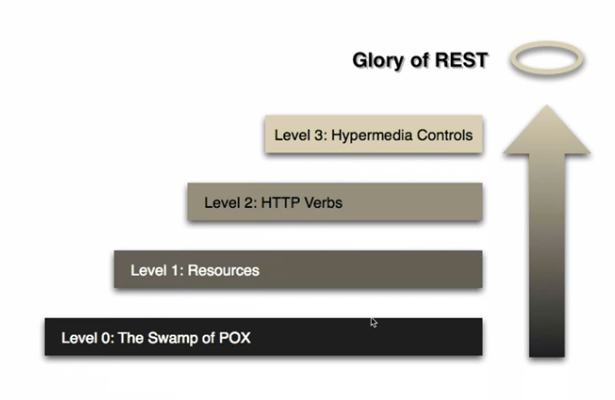 Glory of REST
Level 3: Hypermedia Controls
Level 2: HTTP Verbs
Level 1: Resources
Level 0: The Swamp of POX